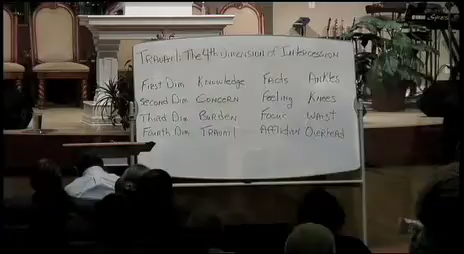 Travail: The 4th Dimension of Intercession
First Dim Knowledge Facts Ankles
Second Dim Concern Feeling Knees
Third Dim Burden Focus Waist
Fourth Dim Travail Affliction Overhead